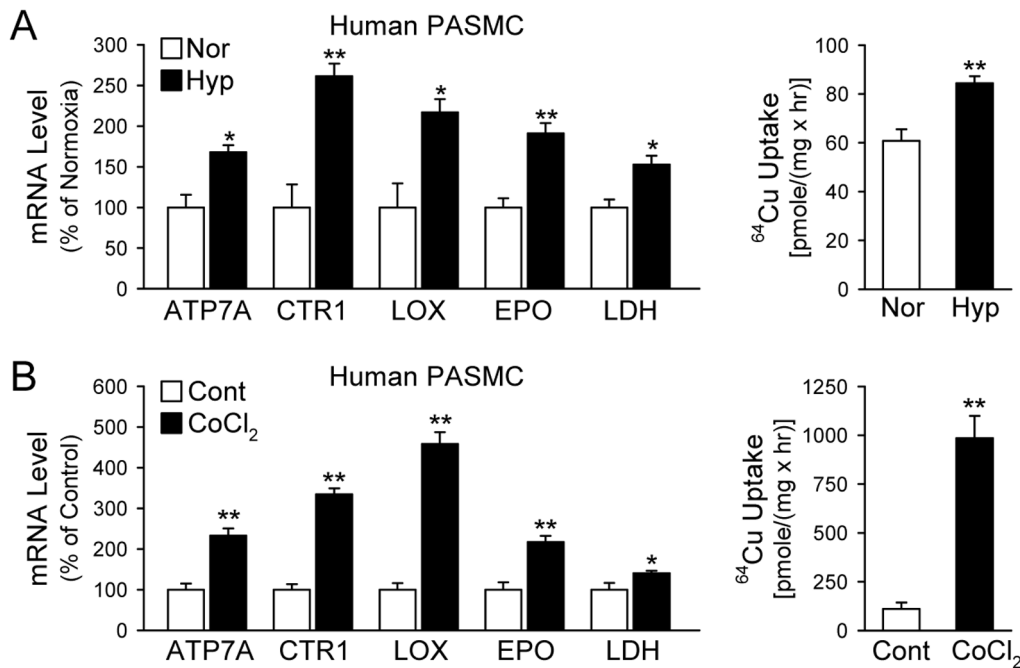 A
Human PASMC
Nor
Hyp
mRNA Level
(% of Normoxia)
300
250
200
150
100
50
0
*
**
*
**
*
ATP7A CTR1 LOX EPO LDH
⁶⁴Cu Uptake
[pmole/(mg x hr)]
100
80
60
40
20
0
**
Nor Hyp
B
Human PASMC
Cont
CoCl₂
mRNA Level
(% of Control)
600
500
400
300
200
100
0
**
**
**
**
*
ATP7A CTR1 LOX EPO LDH
⁶⁴Cu Uptake
[pmole/(mg x hr)]
1250
1000
750
500
250
0
**
Cont CoCl₂